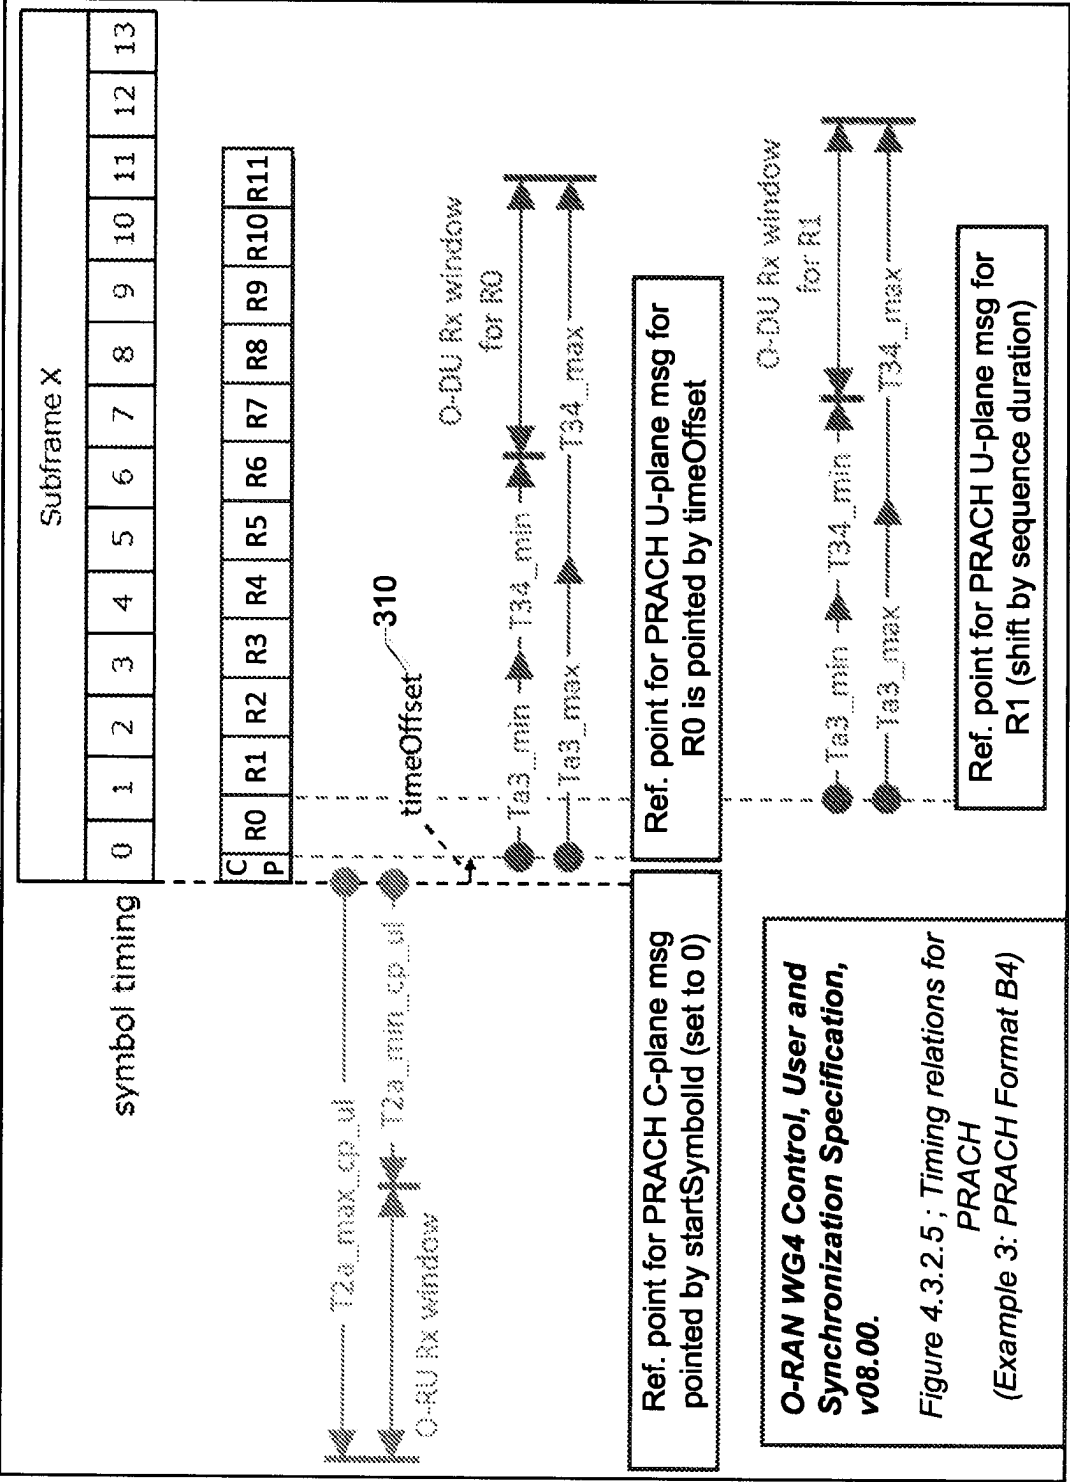 Subframe X
symbol timing
0 1 2 3 4 5 6 7 8 9 10 11 12 13
C
P
R0 R1 R2 R3 R4 R5 R6 R7 R8 R9 R10 R11
T2a_max_cp_ul
T2a_min_cp_ul
O-RU Rx window
timeOffset
310
O-DU Rx window
for R0
Ta3_min T34_min
Ta3_max T34_max
Ref. point for PRACH C-plane msg
pointed by startSymbolId (set to 0)
Ref. point for PRACH U-plane msg for
R0 is pointed by timeOffset
O-DU Rx window
for R1
Ta3_min T34_min
Ta3_max T34_max
Ref. point for PRACH U-plane msg for
R1 (shift by sequence duration)
O-RAN WG4 Control, User and
Synchronization Specification,
v08.00.
Figure 4.3.2.5 ; Timing relations for
PRACH
(Example 3: PRACH Format B4)